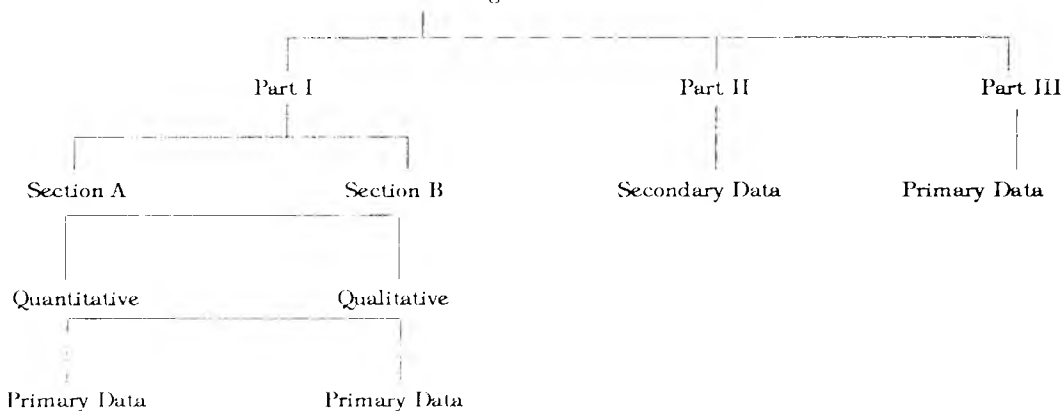 Part I Part II Part III
Section A Section B Secondary Data Primary Data
Quantitative Qualitative
Primary Data Primary Data